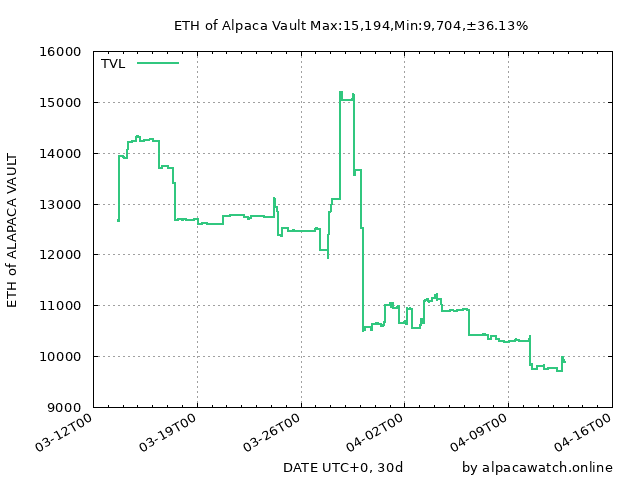 ETH of Alpaca Vault Max:15,194,Min:9,704,±36.13%
TVL
16000
15000
14000
13000
12000
11000
10000
9000
ETH of ALAPACA VAULT
03-12T00
03-19T00
03-26T00
04-02T00
04-09T00
04-16T00
DATE UTC+0, 30d
by alpacawatch.online